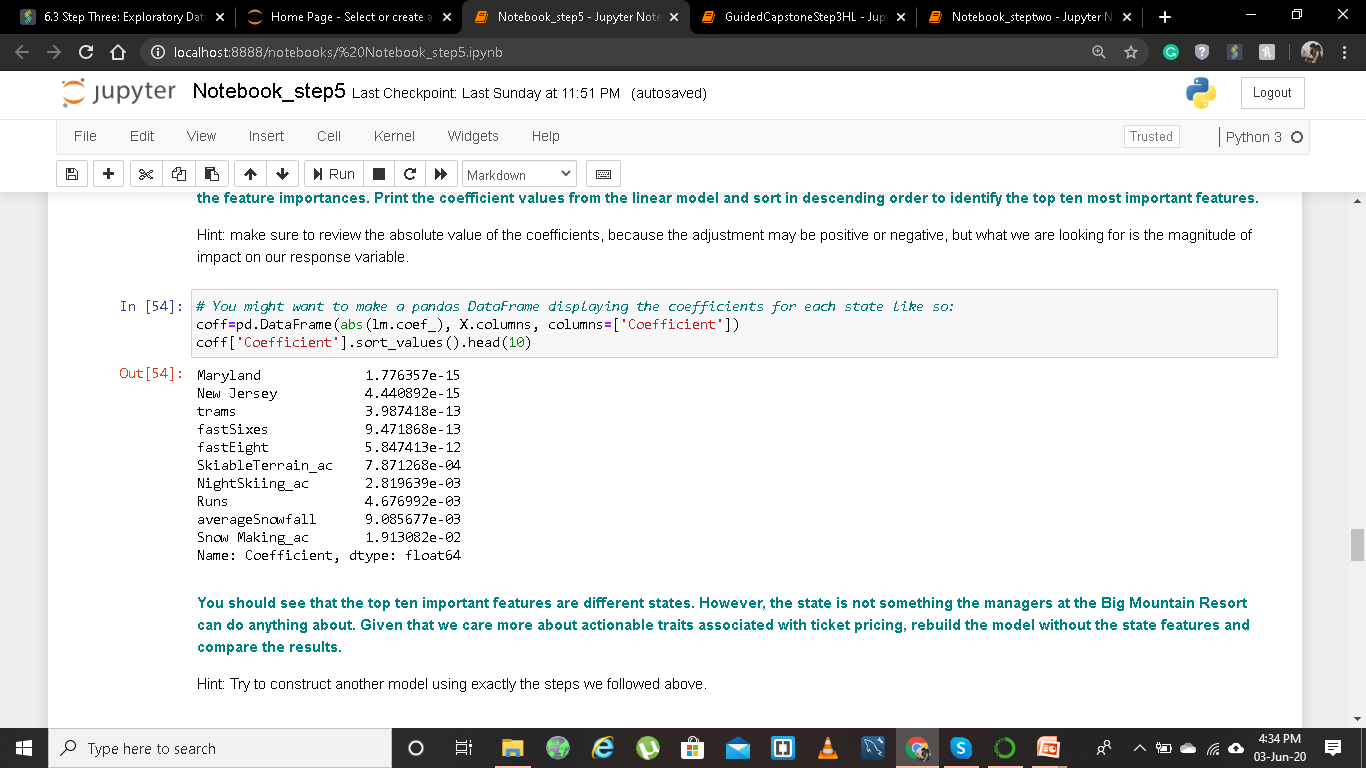 6.3 Step Three: Exploratory Dat
Home Page - Select or create a
Notebook_step5 - Jupyter Note
GuidedCapstoneStep3HL - Jup
Notebook_steptwo - Jupyter N
localhost:8888/notebooks/%20Notebook_step5.ipynb
jupyter Notebook_step5 Last Checkpoint: Last Sunday at 11:51 PM (autosaved)
Logout
File Edit View Insert Cell Kernel Widgets Help
Trusted
Python 3
Run
Markdown
the feature importances. Print the coefficient values from the linear model and sort in descending order to identify the top ten most important features.
Hint: make sure to review the absolute value of the coefficients, because the adjustment may be positive or negative, but what we are looking for is the magnitude of
impact on our response variable.
In [54]: # You might want to make a pandas DataFrame displaying the coefficients for each state like so:
coff=pd.DataFrame(abs(lm.coef_), X.columns, columns=['Coefficient'])
coff['Coefficient'].sort_values().head(10)
Out[54]: Maryland 1.776357e-15
New Jersey 4.440892e-15
trams 3.987418e-13
fastSixes 9.471868e-13
fastEight 5.847413e-12
SkiableTerrain_ac 7.871268e-04
NightSkiing_ac 2.819639e-03
Runs 4.676992e-03
averageSnowfall 9.085677e-03
Snow Making_ac 1.913082e-02
Name: Coefficient, dtype: float64
You should see that the top ten important features are different states. However, the state is not something the managers at the Big Mountain Resort
can do anything about. Given that we care more about actionable traits associated with ticket pricing, rebuild the model without the state features and
compare the results.
Hint: Try to construct another model using exactly the steps we followed above.
Type here to search
4:34 PM
03-Jun-20